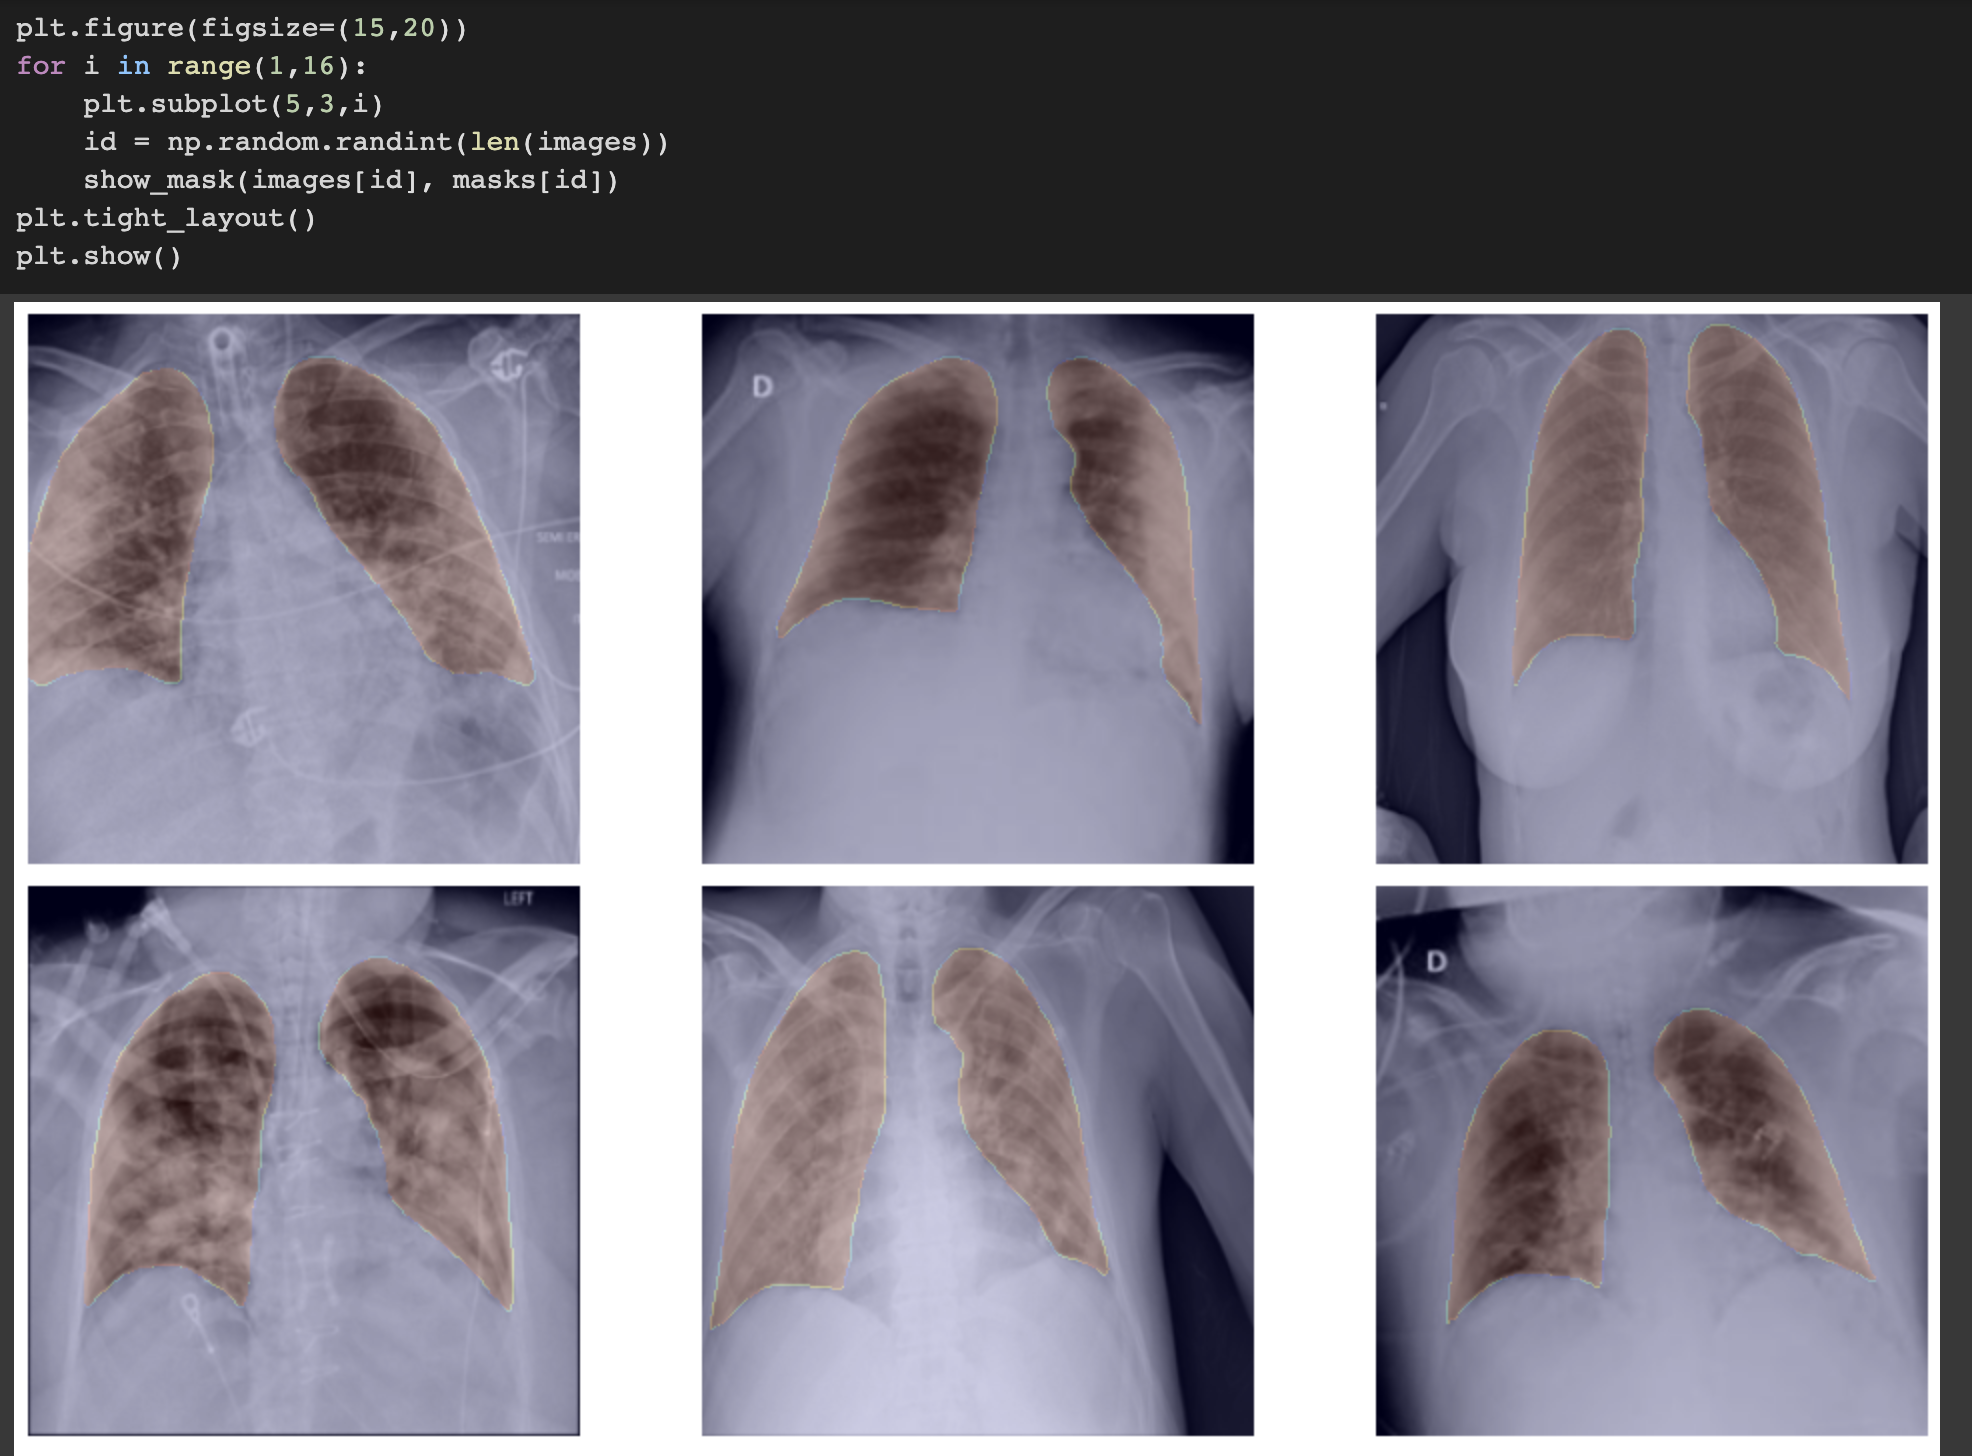 plt.figure(figsize=(15,20))
for i in range(1,16):
    plt.subplot(5,3,i)
    id = np.random.randint(len(images))
    show_mask(images[id], masks[id])
plt.tight_layout()
plt.show()
D
SEMI
LEFT
D